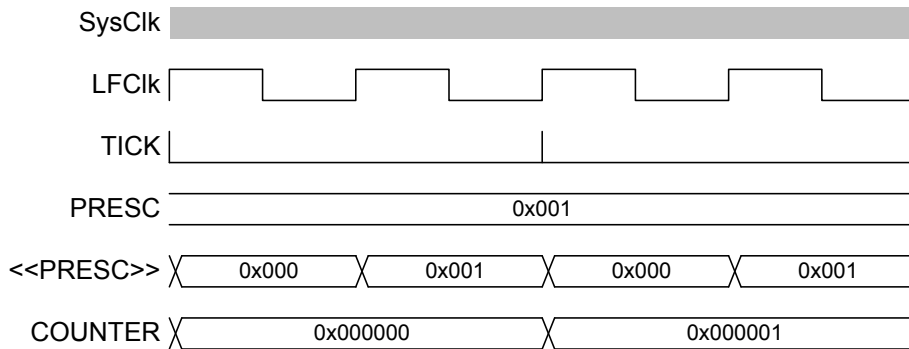 SysClk
LFClk
TICK
PRESC 0x001
<<PRESC>> 0x000 0x001 0x000 0x001
COUNTER 0x000000 0x000001